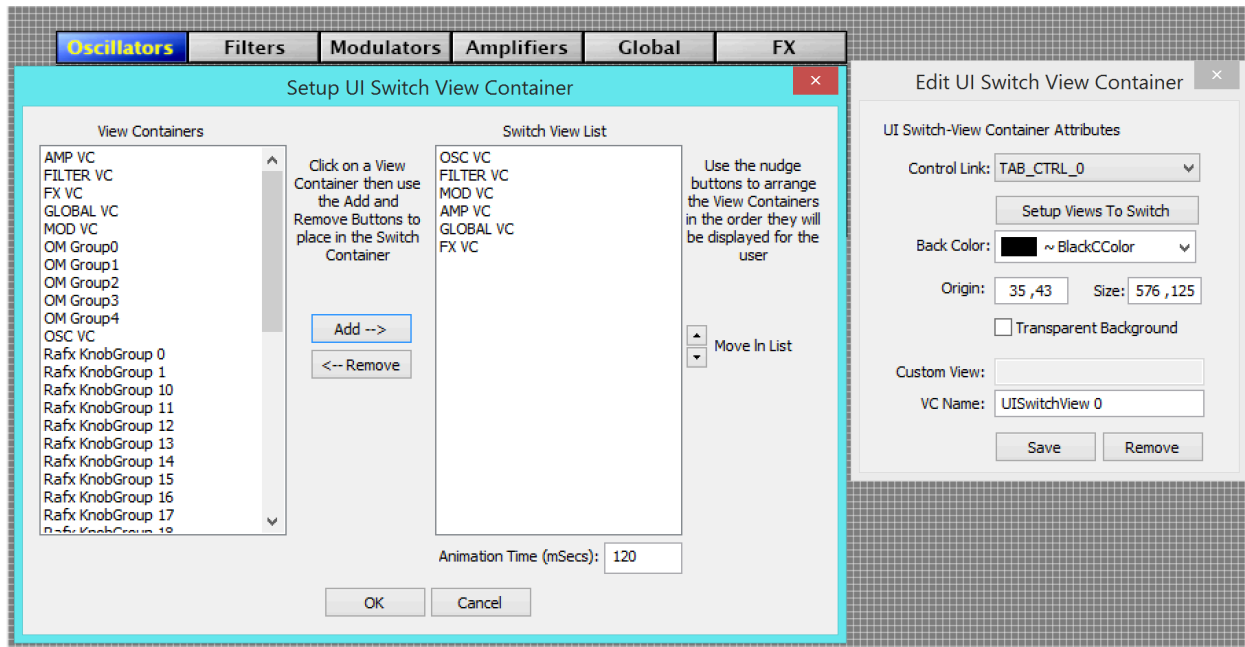 Oscillators
Filters
Modulators
Amplifiers
Global
FX
Setup UI Switch View Container
View Containers
AMP VC
FILTER VC
FX VC
GLOBAL VC
MOD VC
OM Group0
OM Group1
OM Group2
OM Group3
OM Group4
OSC VC
Rafx KnobGroup 0
Rafx KnobGroup 1
Rafx KnobGroup 10
Rafx KnobGroup 11
Rafx KnobGroup 12
Rafx KnobGroup 13
Rafx KnobGroup 14
Rafx KnobGroup 15
Rafx KnobGroup 16
Rafx KnobGroup 17
Rafx KnobGroup 18
Click on a View
Container then use
the Add and
Remove Buttons to
place in the Switch
Container
Add -->
<-- Remove
Switch View List
OSC VC
FILTER VC
MOD VC
AMP VC
GLOBAL VC
FX VC
Use the nudge
buttons to arrange
the View Containers
in the order they will
be displayed for the
user
Move In List
Animation Time (mSecs): 120
OK
Cancel
Edit UI Switch View Container
UI Switch-View Container Attributes
Control Link: TAB_CTRL_0
Setup Views To Switch
Back Color: ~ BlackCColor
Origin: 35 ,43 Size: 576 ,125
Transparent Background
Custom View:
VC Name: UISwitchView 0
Save
Remove